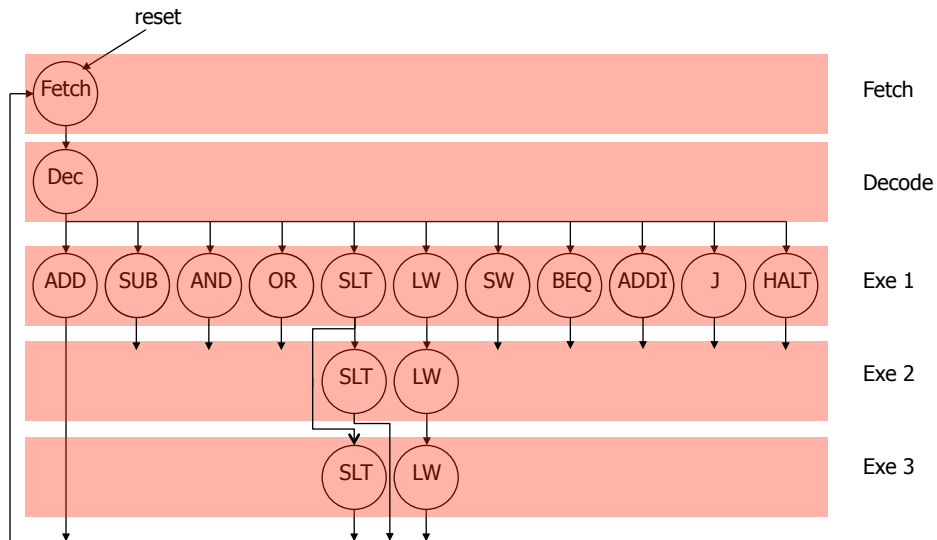 reset
Fetch Fetch
Dec Decode
ADD SUB AND OR SLT LW SW BEQ ADDI J HALT Exe 1
SLT LW Exe 2
SLT LW Exe 3